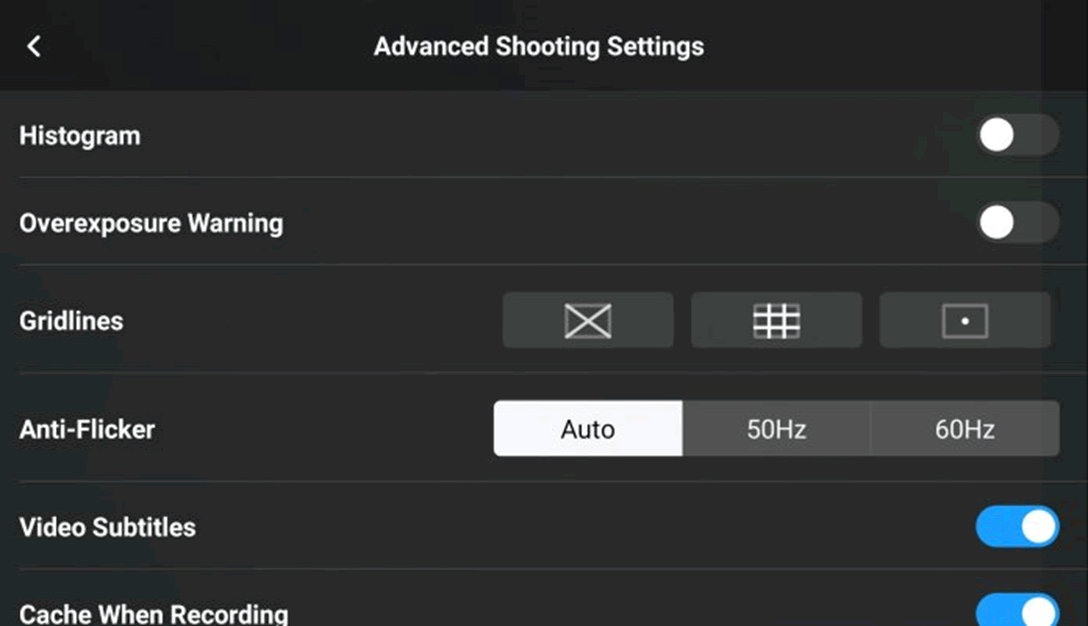 Advanced Shooting Settings
Histogram
Overexposure Warning
Gridlines
Anti-Flicker Auto 50Hz 60Hz
Video Subtitles
Cache When Recording